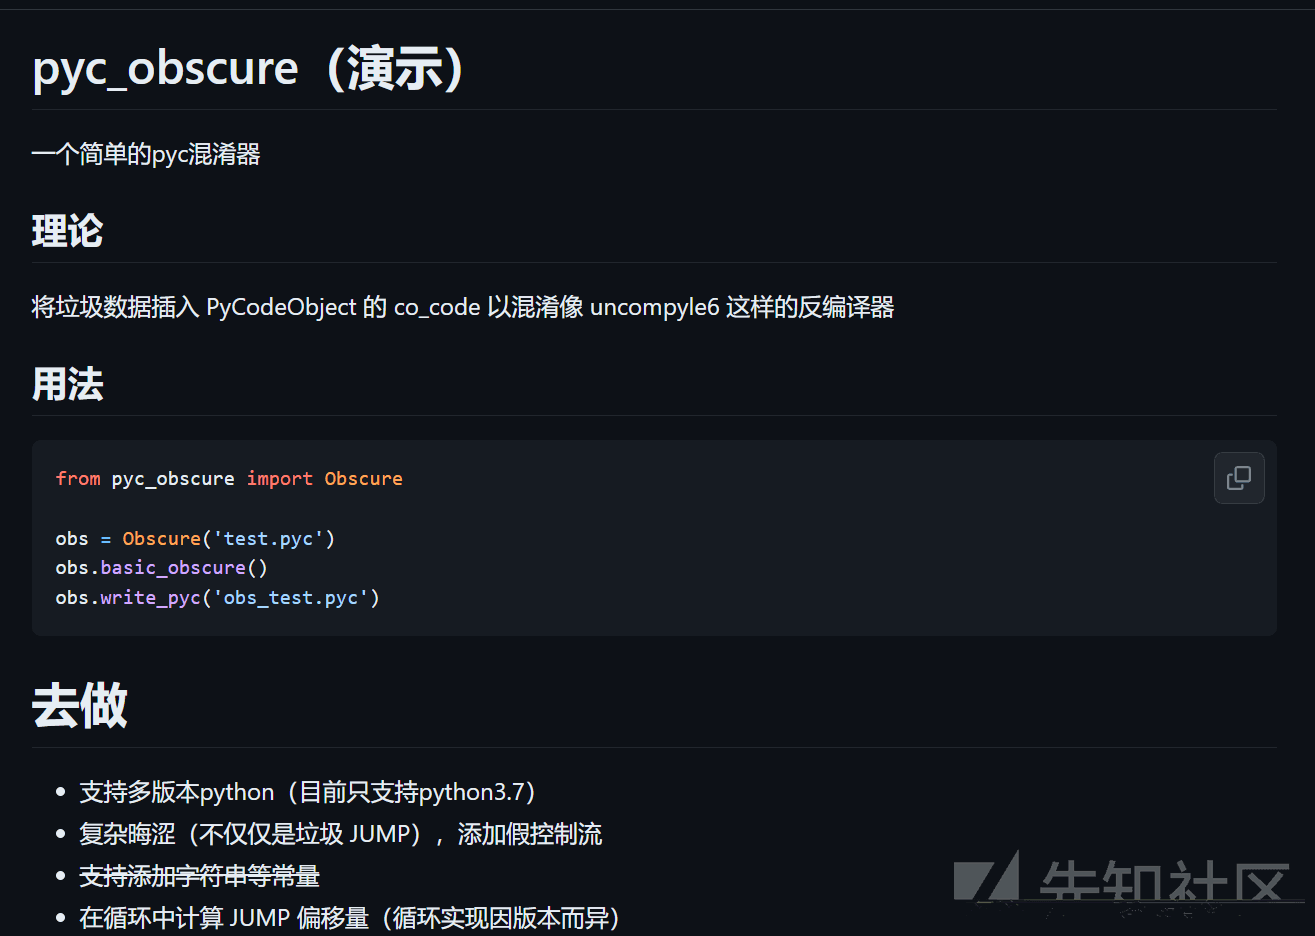 pyc_obscure（演示）
一个简单的pyc混淆器
理论
将垃圾数据插入 PyCodeObject 的 co_code 以混淆像 uncompyle6 这样的反编译器
用法
from pyc_obscure import Obscure
obs = Obscure('test.pyc')
obs.basic_obscure()
obs.write_pyc('obs_test.pyc')
去做
支持多版本python（目前只支持python3.7）
复杂晦涩（不仅仅是垃圾 JUMP），添加假控制流
支持添加字符串等常量
在循环中计算 JUMP 偏移量（循环实现因版本而异）
先知社区